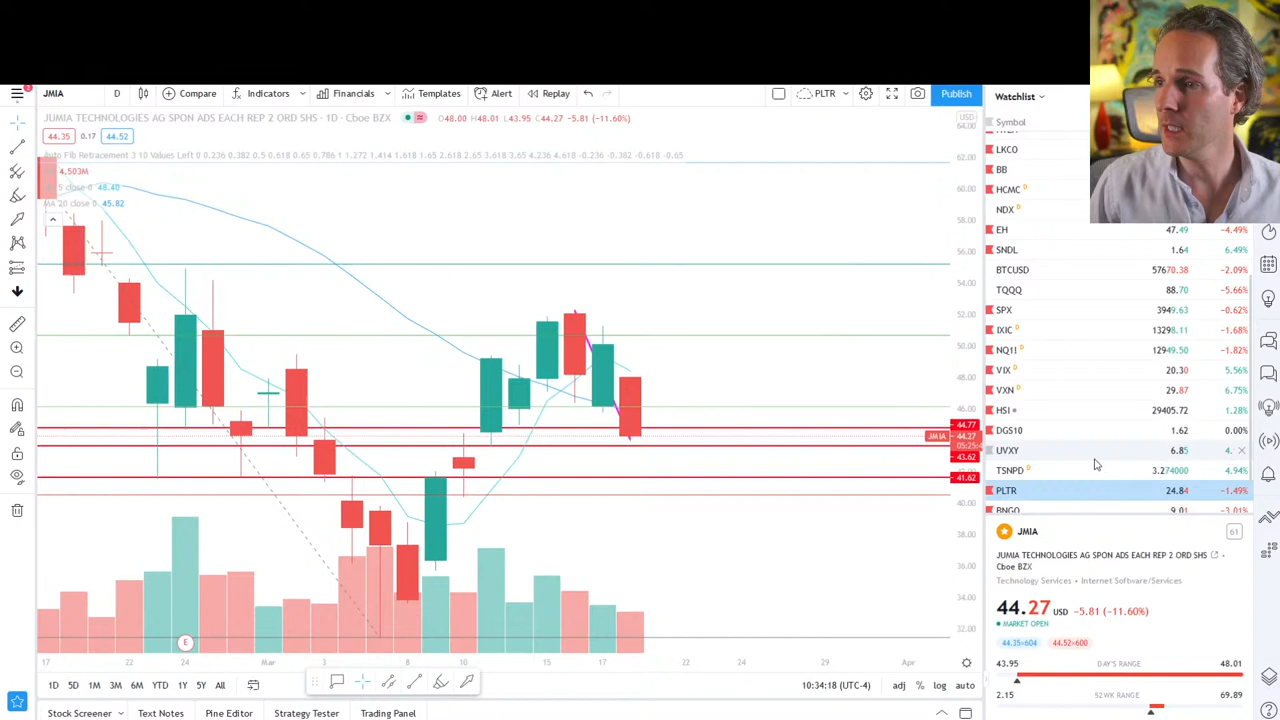 JMIA D Compare Indicators Financials Templates Alert Replay PLTR Publish
Watchlist
JUMIA TECHNOLOGIES AG SPON ADS EACH REP 2 ORD SHS · 1D · Cboe BZX O48.00 H48.01 L43.95 C44.27 −5.81 (−11.60%)
USD
44.35 0.17 44.52
Auto Fib Retracement 3 10 Values Left 0 0.236 0.382 0.5 0.618 0.65 0.786 1 1.272 1.414 1.618 1.65 2.618 2.65 3.618 3.65 4.236 4.618 -0.236 -0.382 -0.618 -0.65
4.503M
5 close 0 48.40
MA 20 close 0 45.82
64.00
62.00
60.00
58.00
56.00
54.00
52.00
50.00
48.00
46.00
44.77
JMIA 44.27
43.62
41.62
40.00
38.00
36.00
34.00
32.00
E
17 22 24 Mar 3 8 10 15 17 22 24 29 Apr
1D 5D 1M 3M 6M YTD 1Y 5Y All
10:34:18 (UTC-4) adj % log auto
Stock Screener Text Notes Pine Editor Strategy Tester Trading Panel
Symbol
LKCO
BB
HCMC D
NDX D
EH 47.49 −4.49%
SNDL 1.64 6.49%
BTCUSD 57670.38 −2.09%
TQQQ 88.70 −5.66%
SPX 3949.63 −0.62%
IXIC D 13298.11 −1.68%
NQ1! D 12949.50 −1.82%
VIX D 20.30 5.56%
VXN D 29.87 6.75%
HSI 29405.72 1.28%
DGS10 1.62 0.00%
UVXY 6.85 4.
TSNPD D 3.274000 4.94%
PLTR 24.84 −1.49%
BNGO 9.01 −3.01%
JMIA 61
JUMIA TECHNOLOGIES AG SPON ADS EACH REP 2 ORD SHS ·
Cboe BZX
Technology Services • Internet Software/Services
44.27 USD −5.81 (−11.60%)
MARKET OPEN
44.35×604 44.52×600
43.95 DAY'S RANGE 48.01
2.15 52WK RANGE 69.89